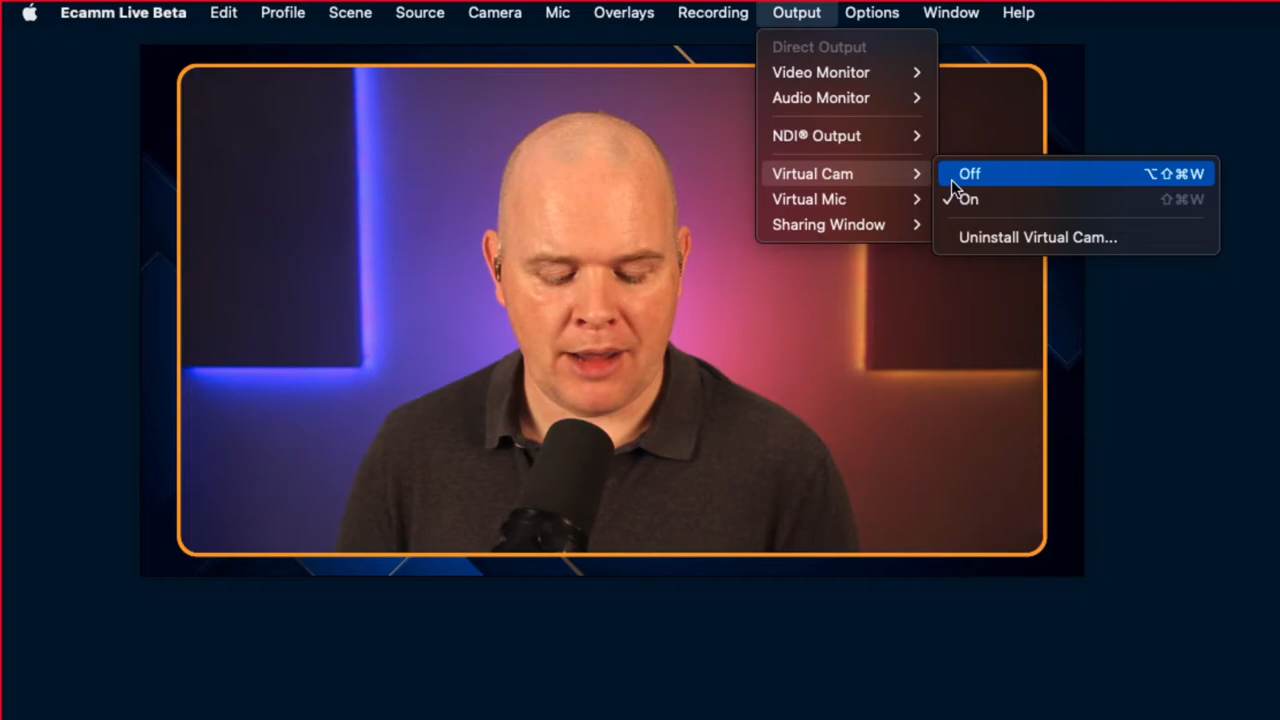 Ecamm Live Beta Edit Profile Scene Source Camera Mic Overlays Recording Output Options Window Help
Direct Output
Video Monitor
Audio Monitor
NDI® Output
Virtual Cam
Virtual Mic
Sharing Window
Off ⌥⇧⌘W
✓ On ⇧⌘W
Uninstall Virtual Cam...